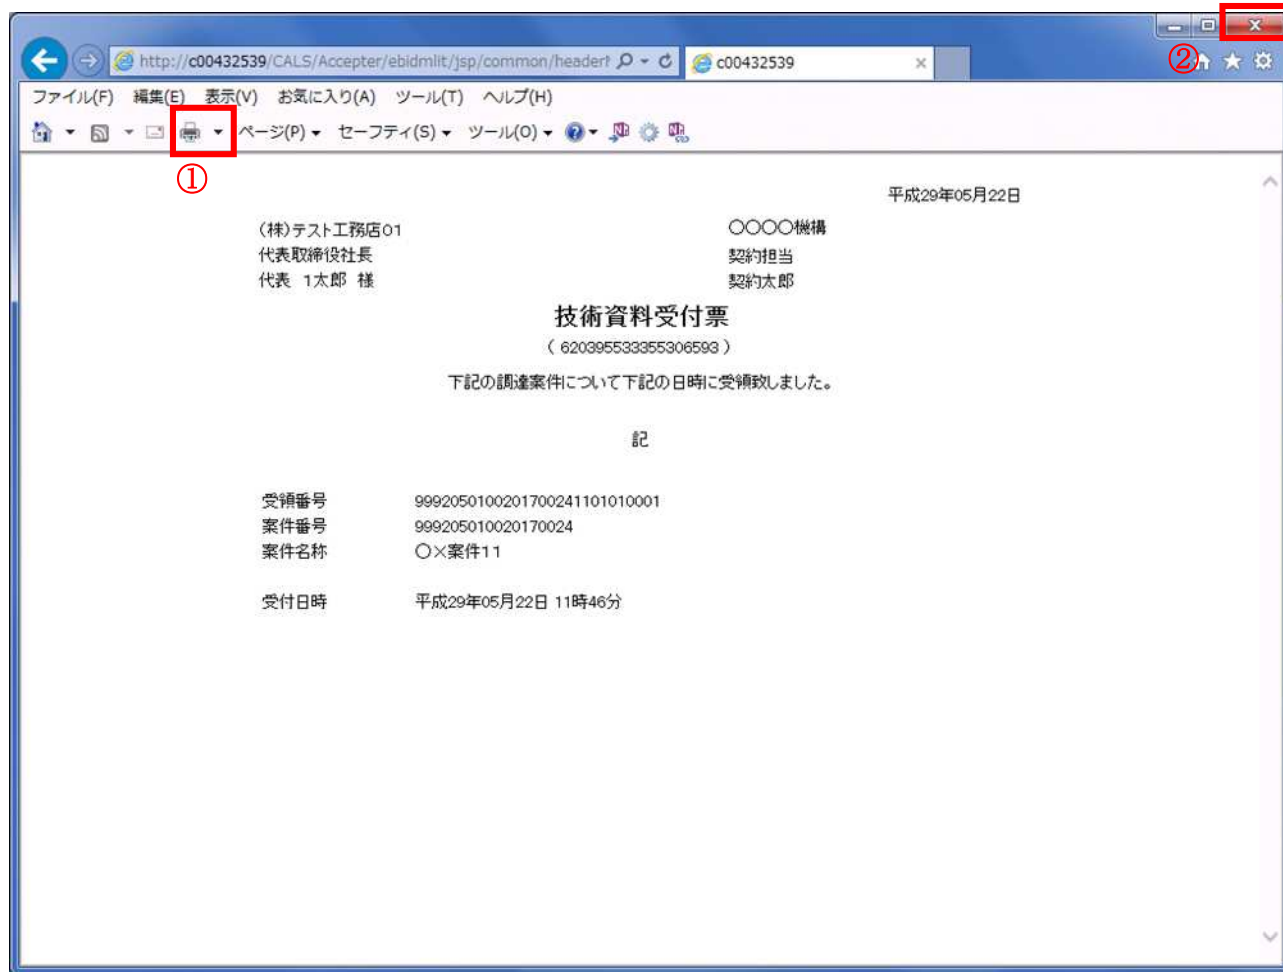 http://c00432539/CALS/Accepter/ebidmlit/jsp/common/headerf
c00432539
②
ファイル(F) 編集(E) 表示(V) お気に入り(A) ツール(T) ヘルプ(H)
ページ(P) セーフティ(S) ツール(O)
①
平成29年05月22日
(株)テスト工務店01
〇〇〇〇機構
代表取締役社長
契約担当
代表 1太郎 様
契約太郎
技術資料受付票
( 620395533355306593 )
下記の調達案件について下記の日時に受領致しました。
記
受領番号 9992050100201700241101010001
案件番号 999205010020170024
案件名称 〇×案件11
受付日時 平成29年05月22日 11時46分